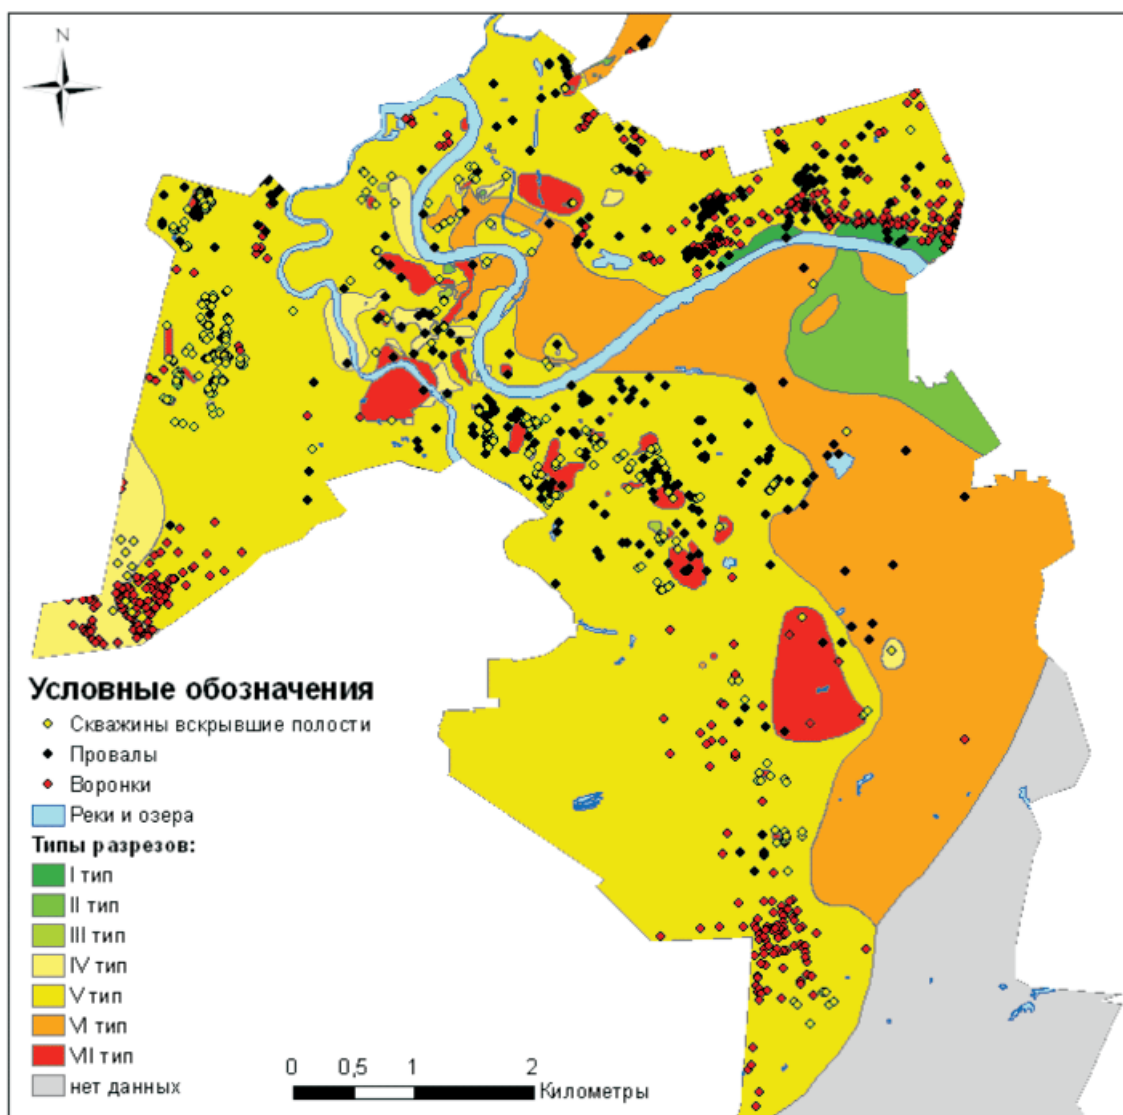 N
Условные обозначения
Скважины вскрывшие полости
Провалы
Воронки
Реки и озера
Типы разрезов:
I тип
II тип
III тип
IV тип
V тип
VI тип
VII тип
нет данных
0 0,5 1 2
Километры